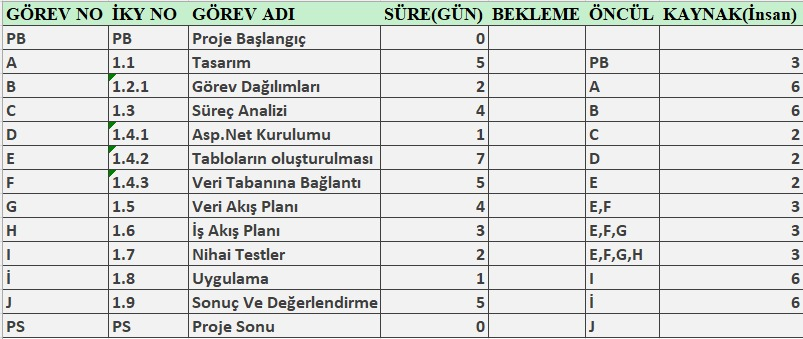 GÖREV NO İKY NO GÖREV ADI SÜRE(GÜN) BEKLEME ÖNCÜL KAYNAK(İnsan)
PB PB Proje Başlangıç 0
A 1.1 Tasarım 5 PB 3
B 1.2.1 Görev Dağılımları 2 A 6
C 1.3 Süreç Analizi 4 B 6
D 1.4.1 Asp.Net Kurulumu 1 C 2
E 1.4.2 Tabloların oluşturulması 7 D 2
F 1.4.3 Veri Tabanına Bağlantı 5 E 2
G 1.5 Veri Akış Planı 4 E,F 3
H 1.6 İş Akış Planı 3 E,F,G 3
I 1.7 Nihai Testler 2 E,F,G,H 3
İ 1.8 Uygulama 1 I 6
J 1.9 Sonuç Ve Değerlendirme 5 İ 6
PS PS Proje Sonu 0 J